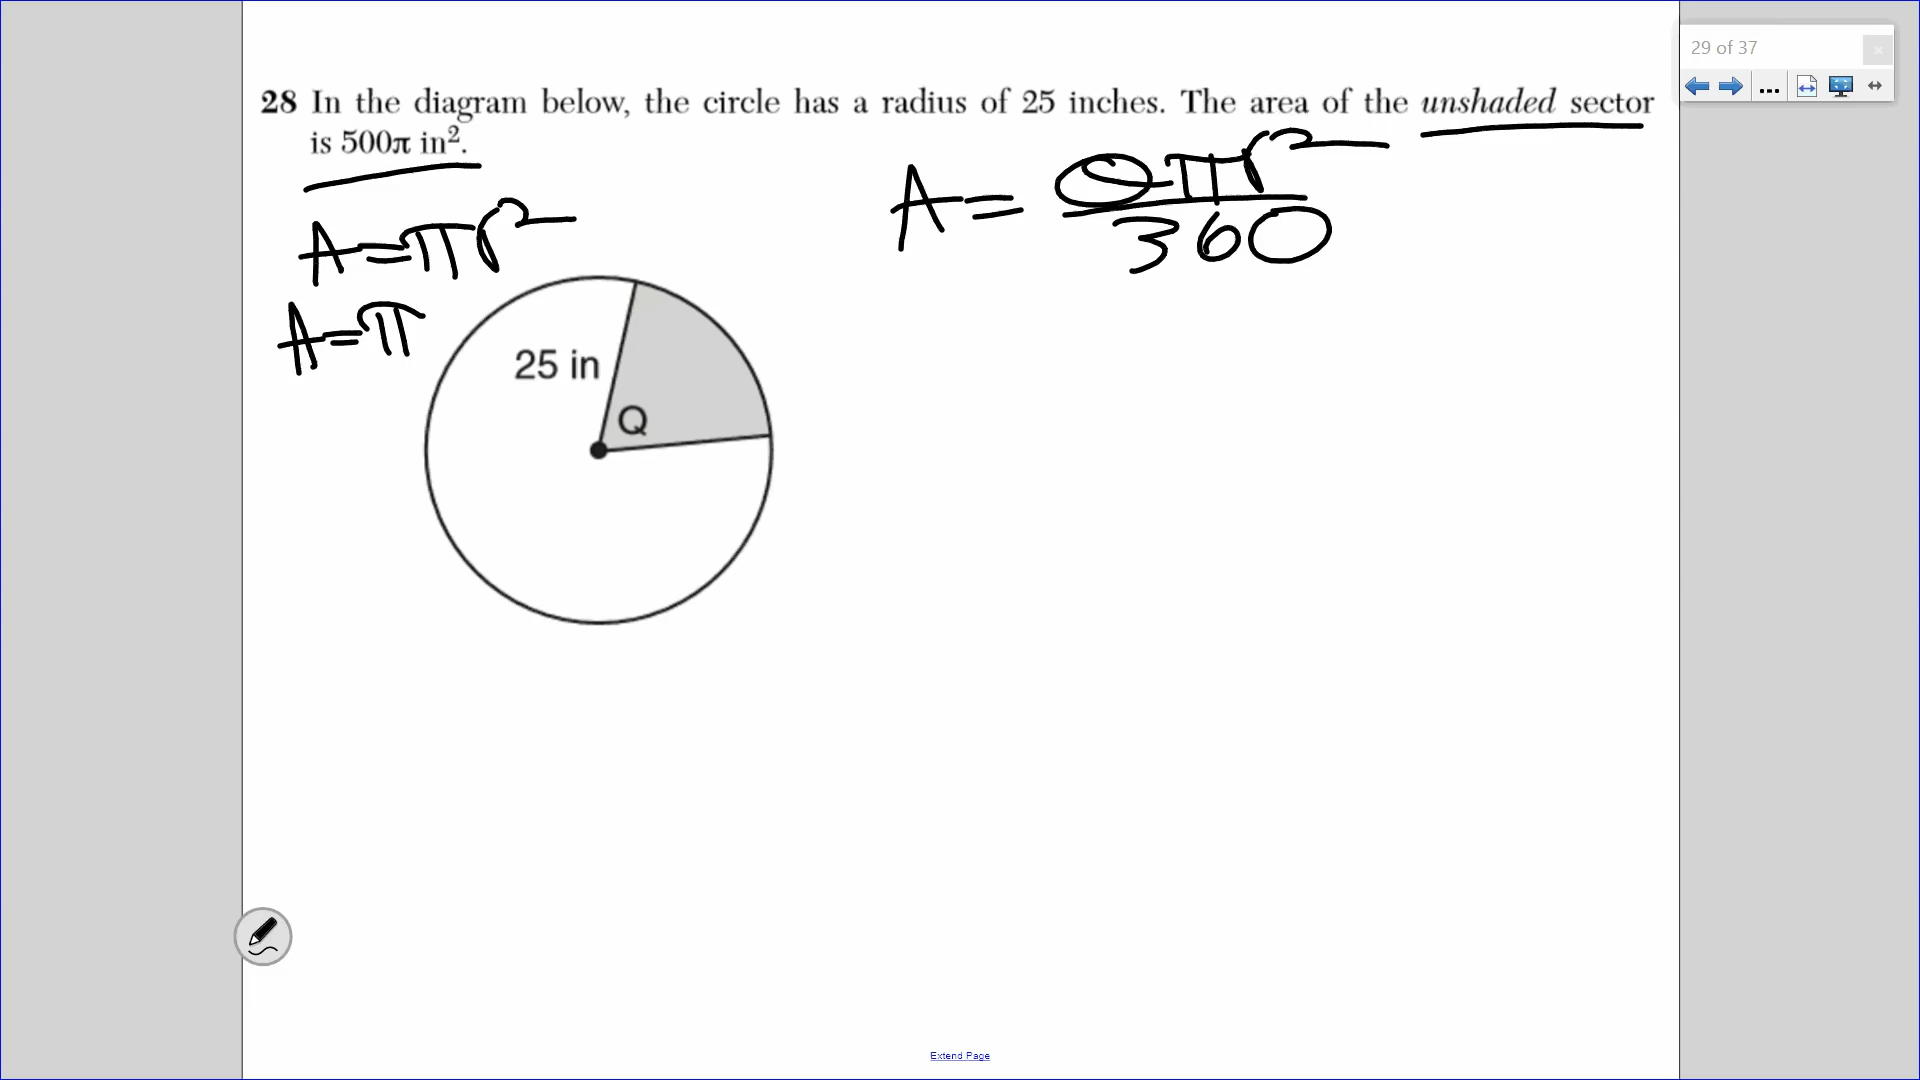 29 of 37
28 In the diagram below, the circle has a radius of 25 inches. The area of the unshaded sector
is 500π in².
A = πr²
A = π
A = θπr²
360
25 in
Q
Extend Page